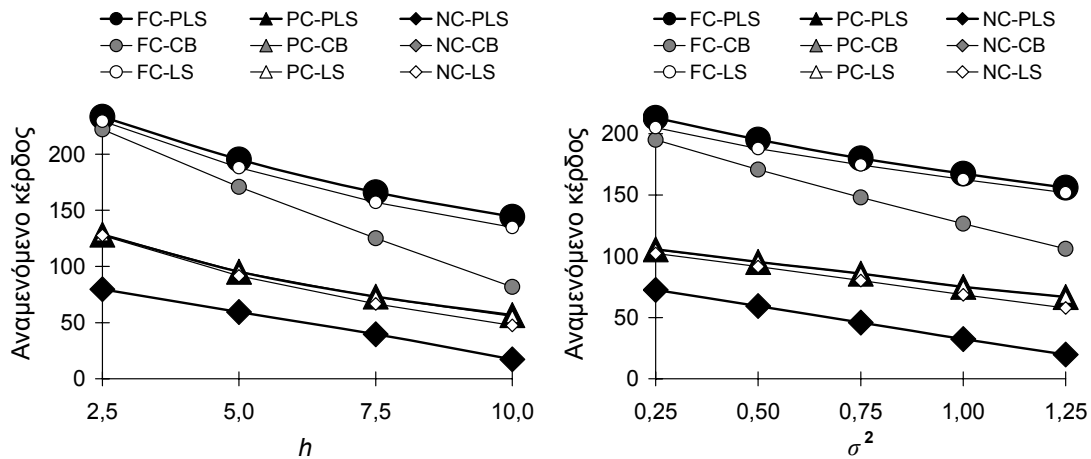 FC-PLS PC-PLS NC-PLS
FC-CB PC-CB NC-CB
FC-LS PC-LS NC-LS
Αναμενόμενο κέρδος
200
150
100
50
0
2,5 5,0 7,5 10,0
h
FC-PLS PC-PLS NC-PLS
FC-CB PC-CB NC-CB
FC-LS PC-LS NC-LS
Αναμενόμενο κέρδος
200
150
100
50
0
0,25 0,50 0,75 1,00 1,25
σ²